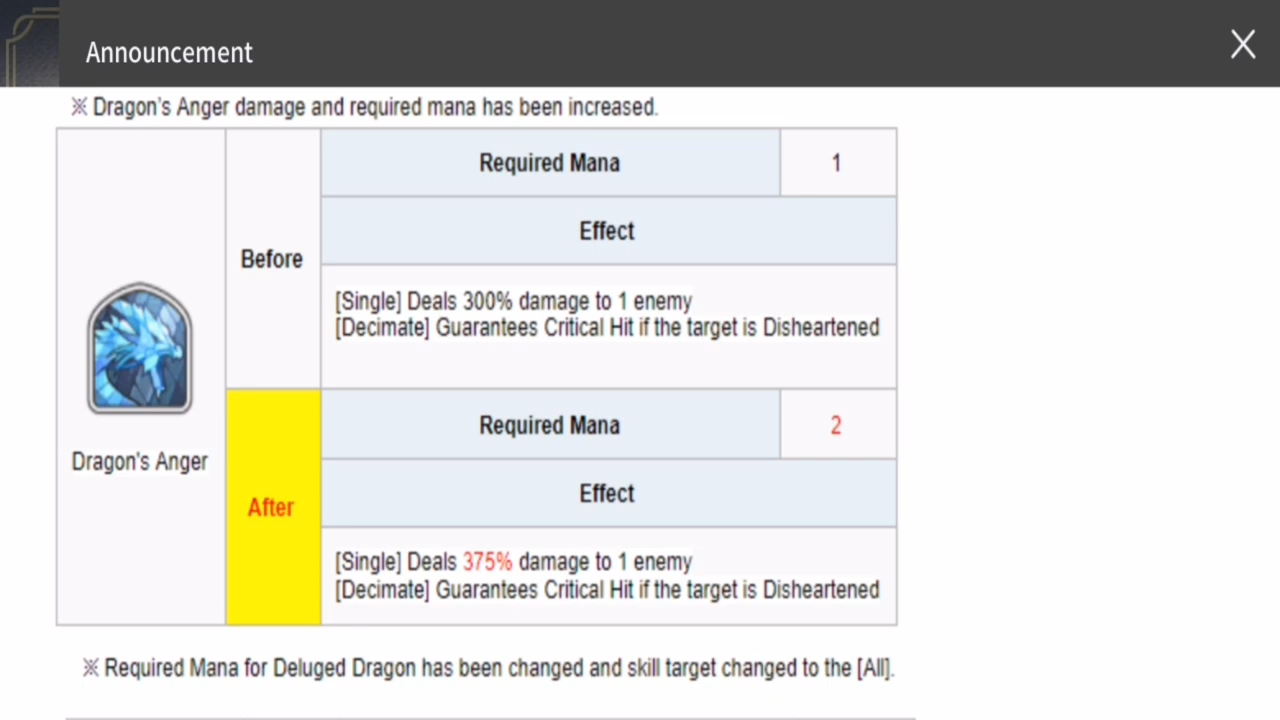 Announcement
※ Dragon's Anger damage and required mana has been increased.
Required Mana
1
Effect
Before
[Single] Deals 300% damage to 1 enemy
[Decimate] Guarantees Critical Hit if the target is Disheartened
Required Mana
2
Dragon's Anger
Effect
After
[Single] Deals 375% damage to 1 enemy
[Decimate] Guarantees Critical Hit if the target is Disheartened
※ Required Mana for Deluged Dragon has been changed and skill target changed to the [All].